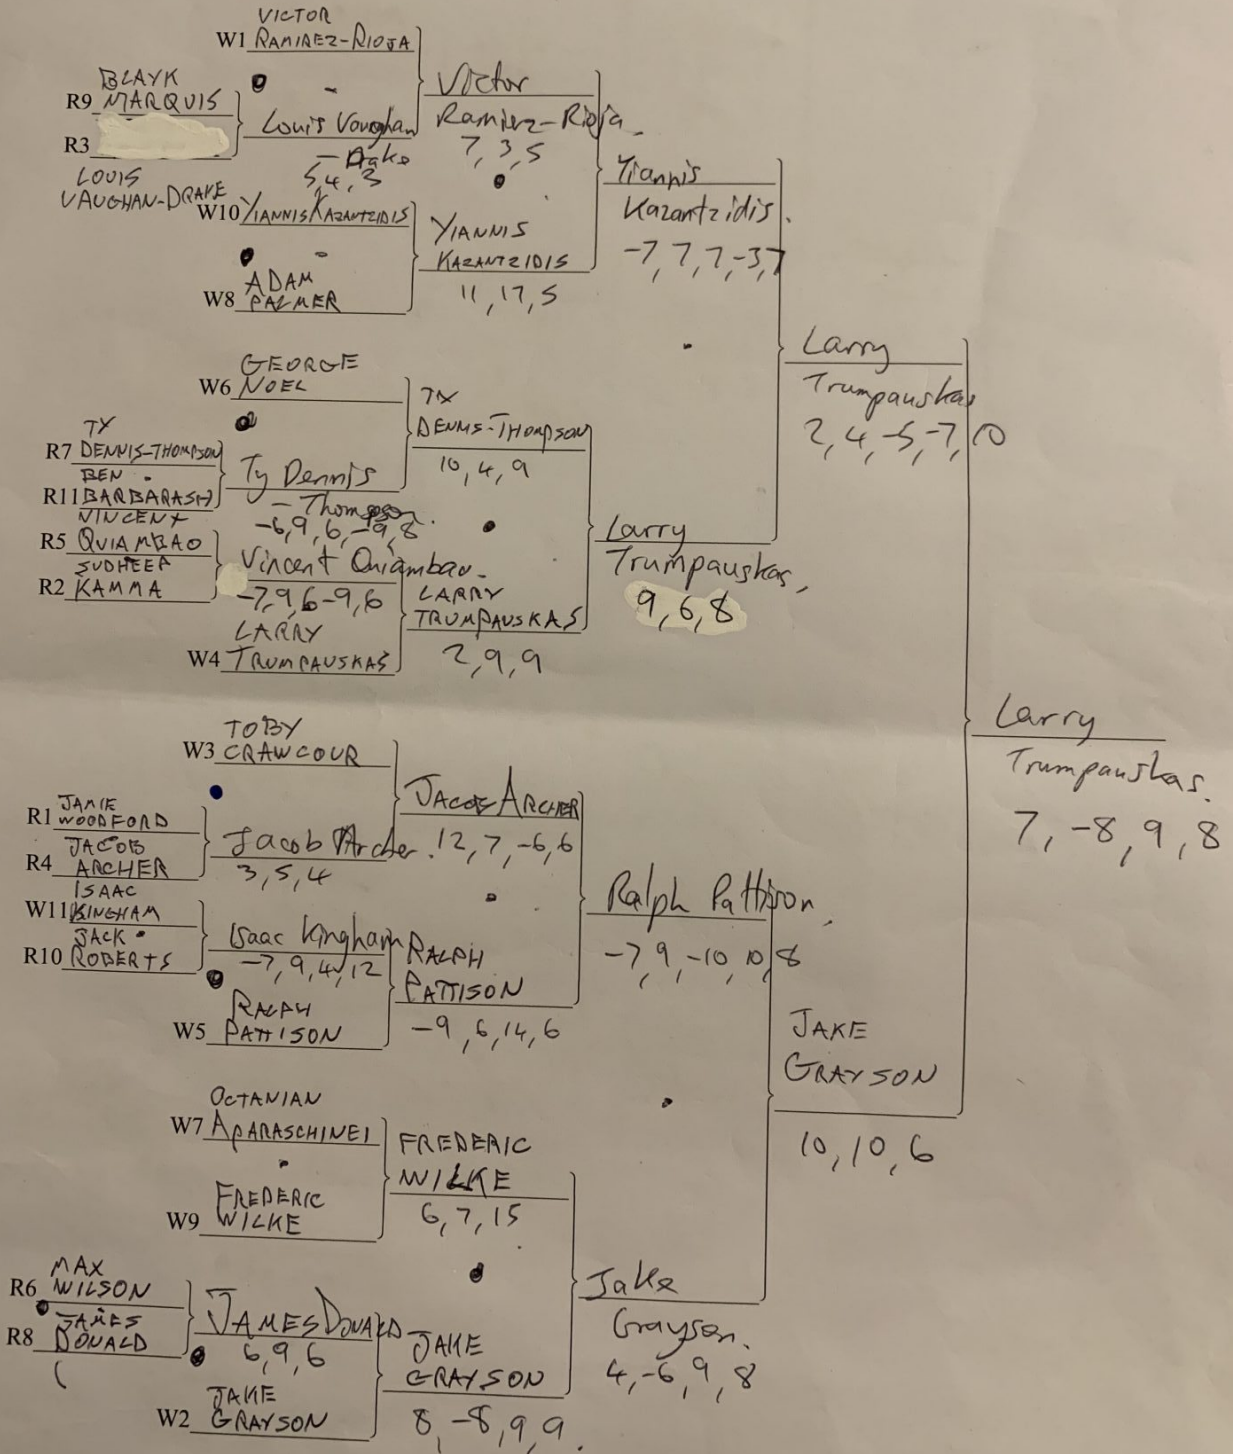 VICTOR
W1 RAMIREZ-RIOJA
BLAYK
R9 MARQUIS
R3
LOUIS
VAUGHAN-DRAKE
Louis Vaughan
5, 4, 3
Victor
Ramirez-Rioja.
7, 3, 5
W10 YIANNIS KAZANTZIDIS
ADAM
W8 PALMER
YIANNIS
KAZANTZIDIS
11, 17, 5
Yiannis
Kazantzidis.
-7, 7, 7, -3, 7
GEORGE
W6 NOEL
TY
R7 DENNIS-THOMPSON
BEN
R11 BARBARASH
VINCENT
R5 QUIAMBAO
SUDHEER
R2 KAMMA
Ty Dennis
- Thompson.
-6, 9, 6, -9, 8
Vincent Quiambao
-7, 9, 6 -9, 6
LARRY
W4 TRUMPAUSKAS
TY
DENNIS-THOMPSON
10, 4, 9
LARRY
TRUMPAUSKAS
2, 9, 9
Larry
Trumpauskas,
9, 6, 8
Larry
Trumpauskas
2, 4, -5, -7, 10
TOBY
W3 CRAWCOUR
JAMIE
R1 WOODFORD
JACOB
R4 ARCHER
ISAAC
W11 KINGHAM
JACK
R10 ROBERTS
Jacob Archer.
3, 5, 4
Isaac Kingham
-7, 9, 4, 12
RALPH
W5 PATTISON
JACOB ARCHER
12, 7, -6, 6
RALPH
PATTISON
-9, 6, 14, 6
Ralph Pattison.
-7, 9, -10, 10, 8
OCTANIAN
W7 APARASCHINEI
FREDERIC
W9 WILKE
FREDERIC
WILKE
6, 7, 15
MAX
R6 WILSON
JAMES
R8 DONALD
JAMES DONALD
6, 9, 6
JAKE
W2 GRAYSON
JAKE
GRAYSON
8, -8, 9, 9.
Jake
Grayson.
4, -6, 9, 8
JAKE
GRAYSON
10, 10, 6
Larry
Trumpauskas.
7, -8, 9, 8